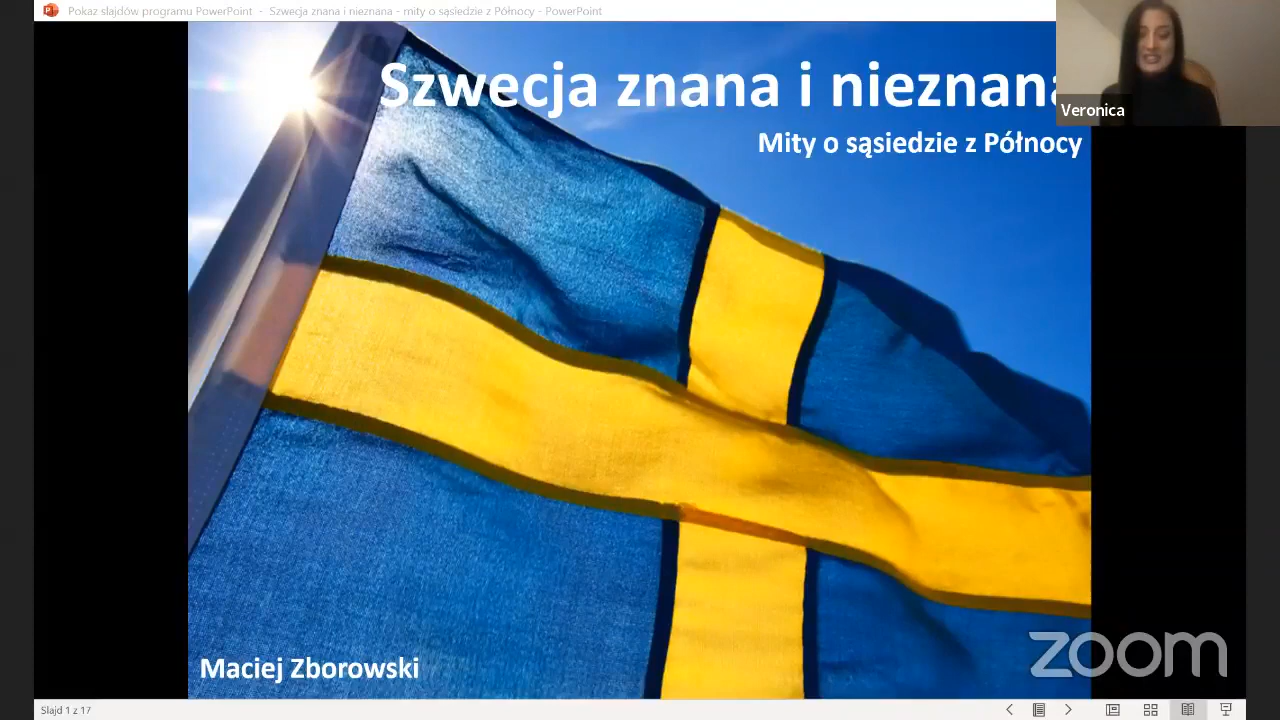 Pokaz slajdów programu PowerPoint - Szwecja znana i nieznana - mity o sąsiedzie z Północy - PowerPoint
Szwecja znana i nieznana
Veronica
Mity o sąsiedzie z Północy
Maciej Zborowski
zoom
Slajd 1 z 17